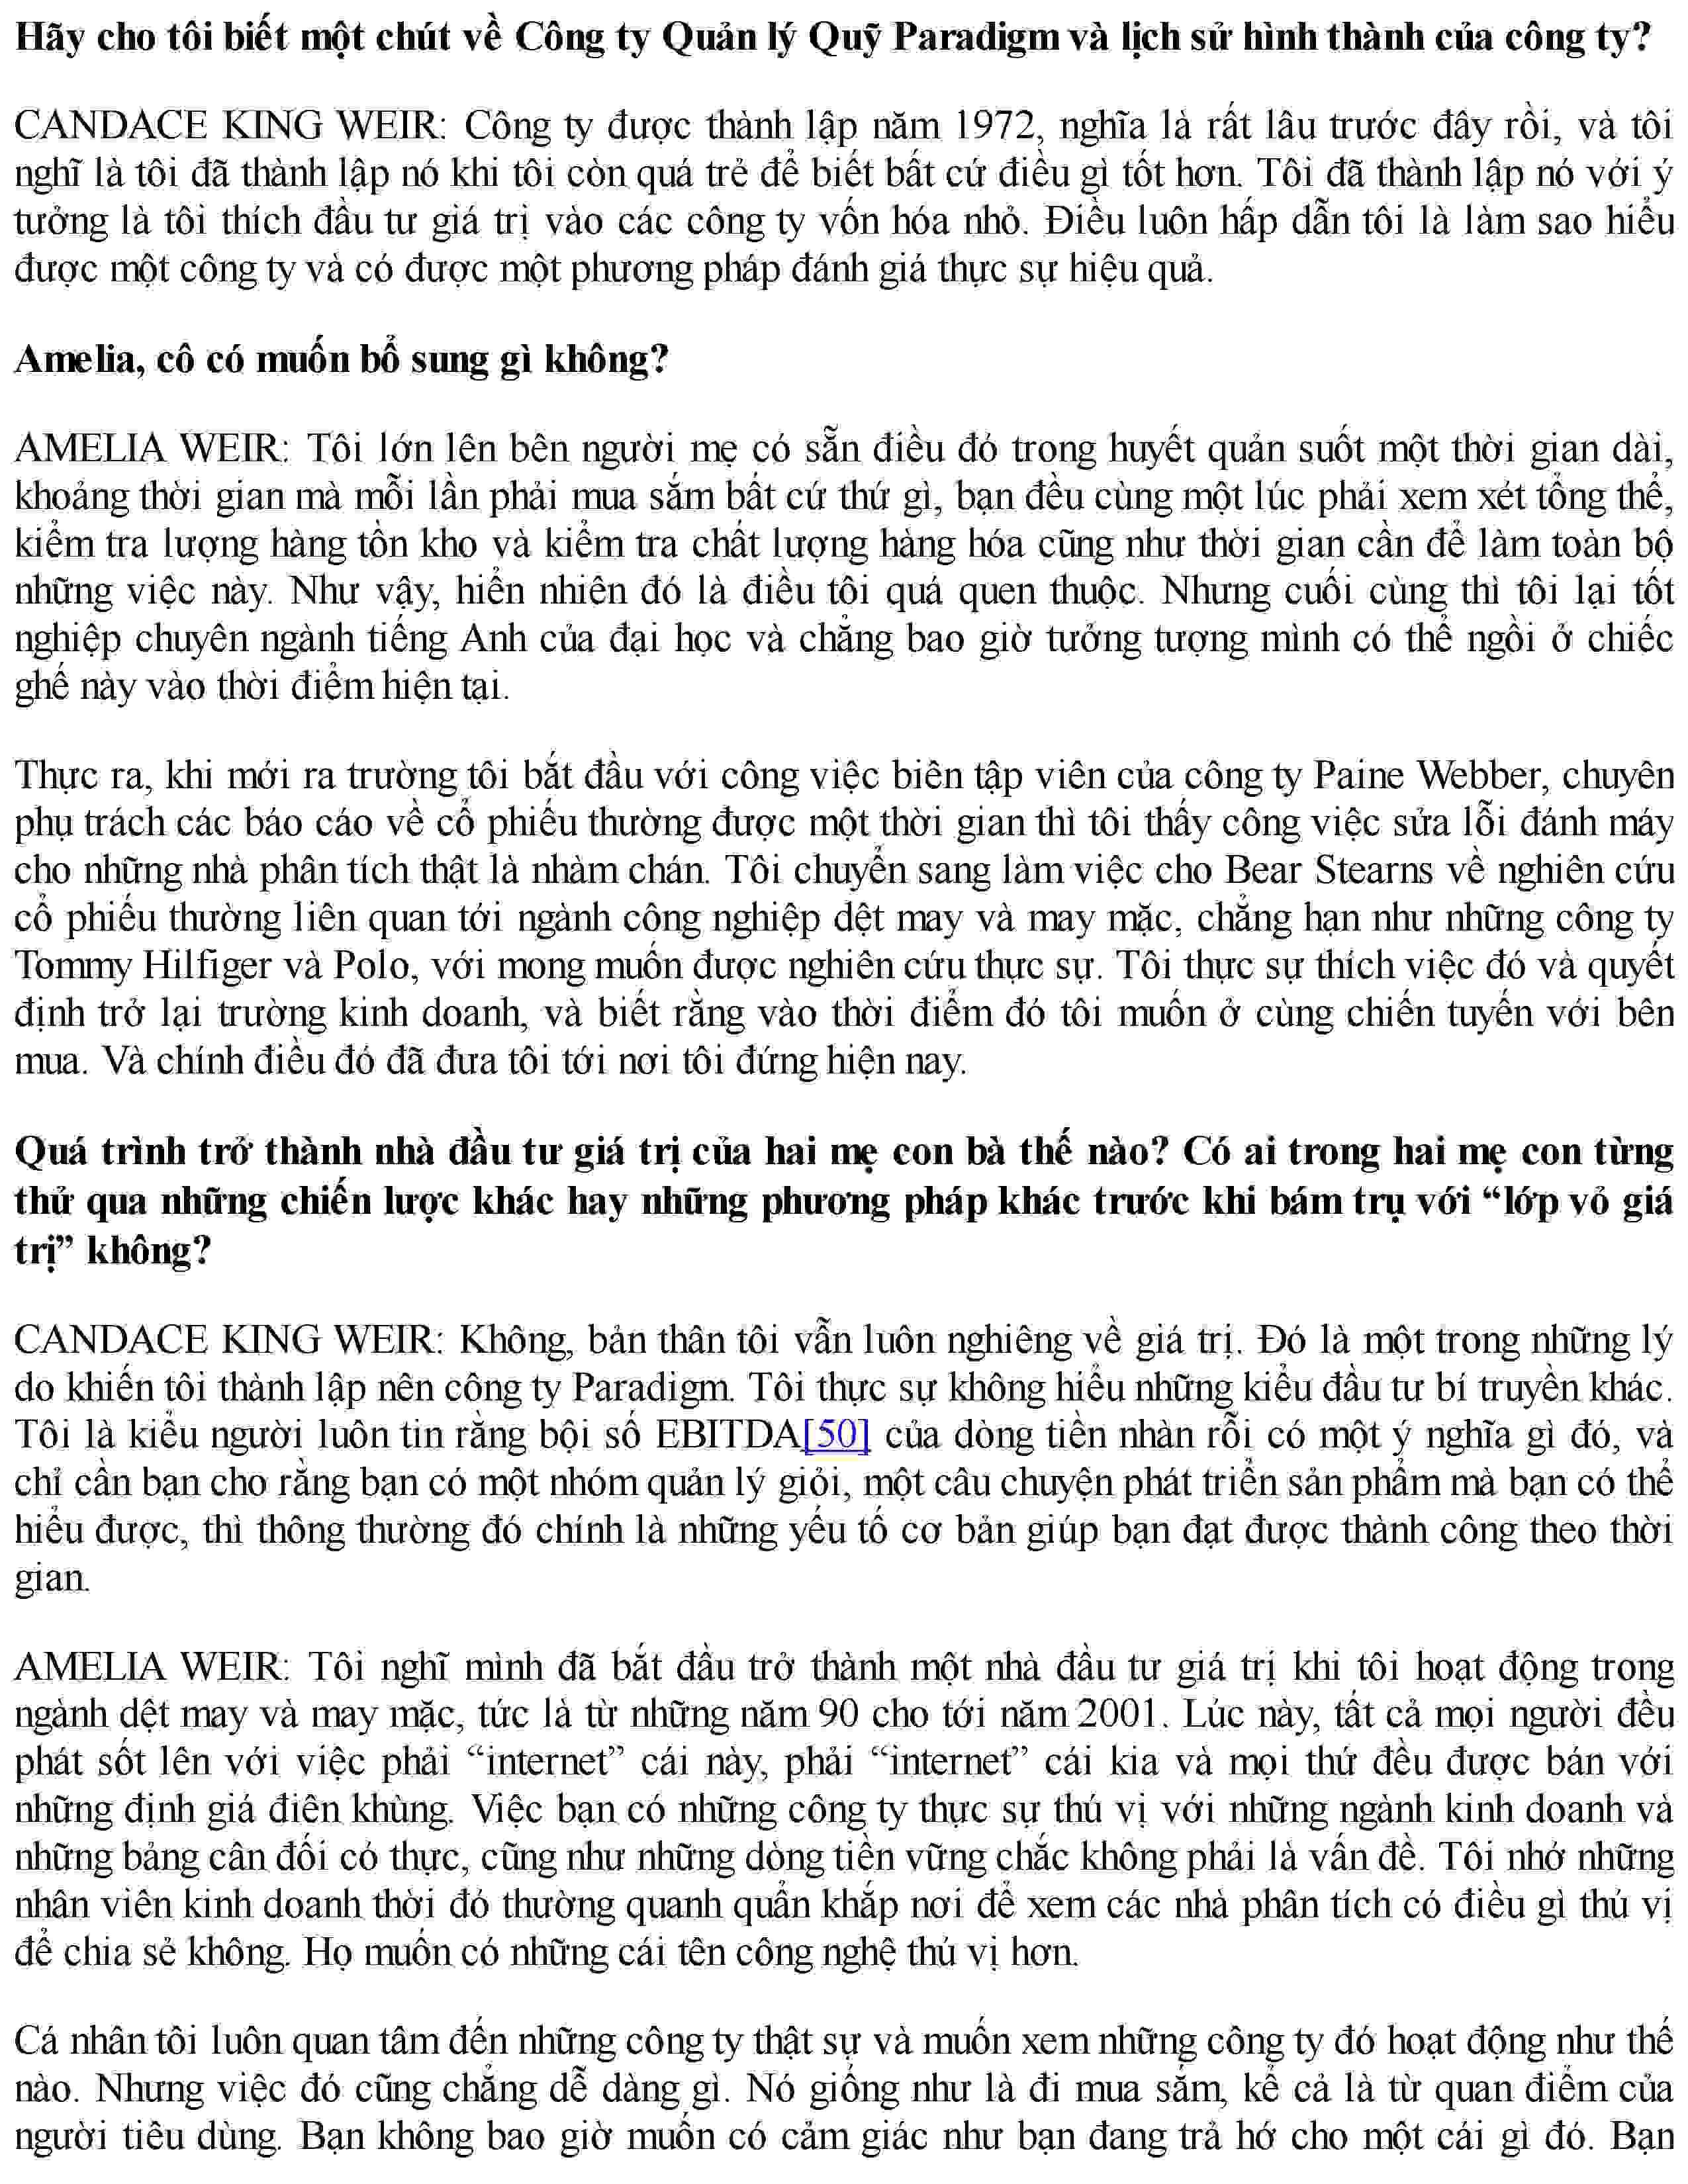 Hãy cho tôi biết một chút về Công ty Quản lý Quỹ Paradigm và lịch sử hình thành của công ty?
CANDACE KING WEIR: Công ty được thành lập năm 1972, nghĩa là rất lâu trước đây rồi, và tôi
nghĩ là tôi đã thành lập nó khi tôi còn quá trẻ để biết bất cứ điều gì tốt hơn. Tôi đã thành lập nó với ý
tưởng là tôi thích đầu tư giá trị vào các công ty vốn hóa nhỏ. Điều luôn hấp dẫn tôi là làm sao hiểu
được một công ty và có được một phương pháp đánh giá thực sự hiệu quả.
Amelia, cô có muốn bổ sung gì không?
AMELIA WEIR: Tôi lớn lên bên người mẹ có sẵn điều đó trong huyết quản suốt một thời gian dài,
khoảng thời gian mà mỗi lần phải mua sắm bất cứ thứ gì, bạn đều cùng một lúc phải xem xét tổng thể,
kiểm tra lượng hàng tồn kho và kiểm tra chất lượng hàng hóa cũng như thời gian cần để làm toàn bộ
những việc này. Như vậy, hiển nhiên đó là điều tôi quá quen thuộc. Nhưng cuối cùng thì tôi lại tốt
nghiệp chuyên ngành tiếng Anh của đại học và chẳng bao giờ tưởng tượng mình có thể ngồi ở chiếc
ghế này vào thời điểm hiện tại.
Thực ra, khi mới ra trường tôi bắt đầu với công việc biên tập viên của công ty Paine Webber, chuyên
phụ trách các báo cáo về cổ phiếu thường được một thời gian thì tôi thấy công việc sửa lỗi đánh máy
cho những nhà phân tích thật là nhàm chán. Tôi chuyển sang làm việc cho Bear Stearns về nghiên cứu
cổ phiếu thường liên quan tới ngành công nghiệp dệt may và may mặc, chẳng hạn như những công ty
Tommy Hilfiger và Polo, với mong muốn được nghiên cứu thực sự. Tôi thực sự thích việc đó và quyết
định trở lại trường kinh doanh, và biết rằng vào thời điểm đó tôi muốn ở cùng chiến tuyến với bên
mua. Và chính điều đó đã đưa tôi tới nơi tôi đứng hiện nay.
Quá trình trở thành nhà đầu tư giá trị của hai mẹ con bà thế nào? Có ai trong hai mẹ con từng
thử qua những chiến lược khác hay những phương pháp khác trước khi bám trụ với “lớp vỏ giá
trị” không?
CANDACE KING WEIR: Không, bản thân tôi vẫn luôn nghiêng về giá trị. Đó là một trong những lý
do khiến tôi thành lập nên công ty Paradigm. Tôi thực sự không hiểu những kiểu đầu tư bí truyền khác.
Tôi là kiểu người luôn tin rằng bội số EBITDA[50] của dòng tiền nhàn rỗi có một ý nghĩa gì đó, và
chỉ cần bạn cho rằng bạn có một nhóm quản lý giỏi, một câu chuyện phát triển sản phẩm mà bạn có thể
hiểu được, thì thông thường đó chính là những yếu tố cơ bản giúp bạn đạt được thành công theo thời
gian.
AMELIA WEIR: Tôi nghĩ mình đã bắt đầu trở thành một nhà đầu tư giá trị khi tôi hoạt động trong
ngành dệt may và may mặc, tức là từ những năm 90 cho tới năm 2001. Lúc này, tất cả mọi người đều
phát sốt lên với việc phải “internet” cái này, phải “internet” cái kia và mọi thứ đều được bán với
những định giá điên khùng. Việc bạn có những công ty thực sự thú vị với những ngành kinh doanh và
những bảng cân đối có thực, cũng như những dòng tiền vững chắc không phải là vấn đề. Tôi nhớ những
nhân viên kinh doanh thời đó thường quanh quẩn khắp nơi để xem các nhà phân tích có điều gì thú vị
để chia sẻ không. Họ muốn có những cái tên công nghệ thú vị hơn.
Cá nhân tôi luôn quan tâm đến những công ty thật sự và muốn xem những công ty đó hoạt động như thế
nào. Nhưng việc đó cũng chẳng dễ dàng gì. Nó giống như là đi mua sắm, kể cả là từ quan điểm của
người tiêu dùng. Bạn không bao giờ muốn có cảm giác như bạn đang trả hớ cho một cái gì đó. Bạn